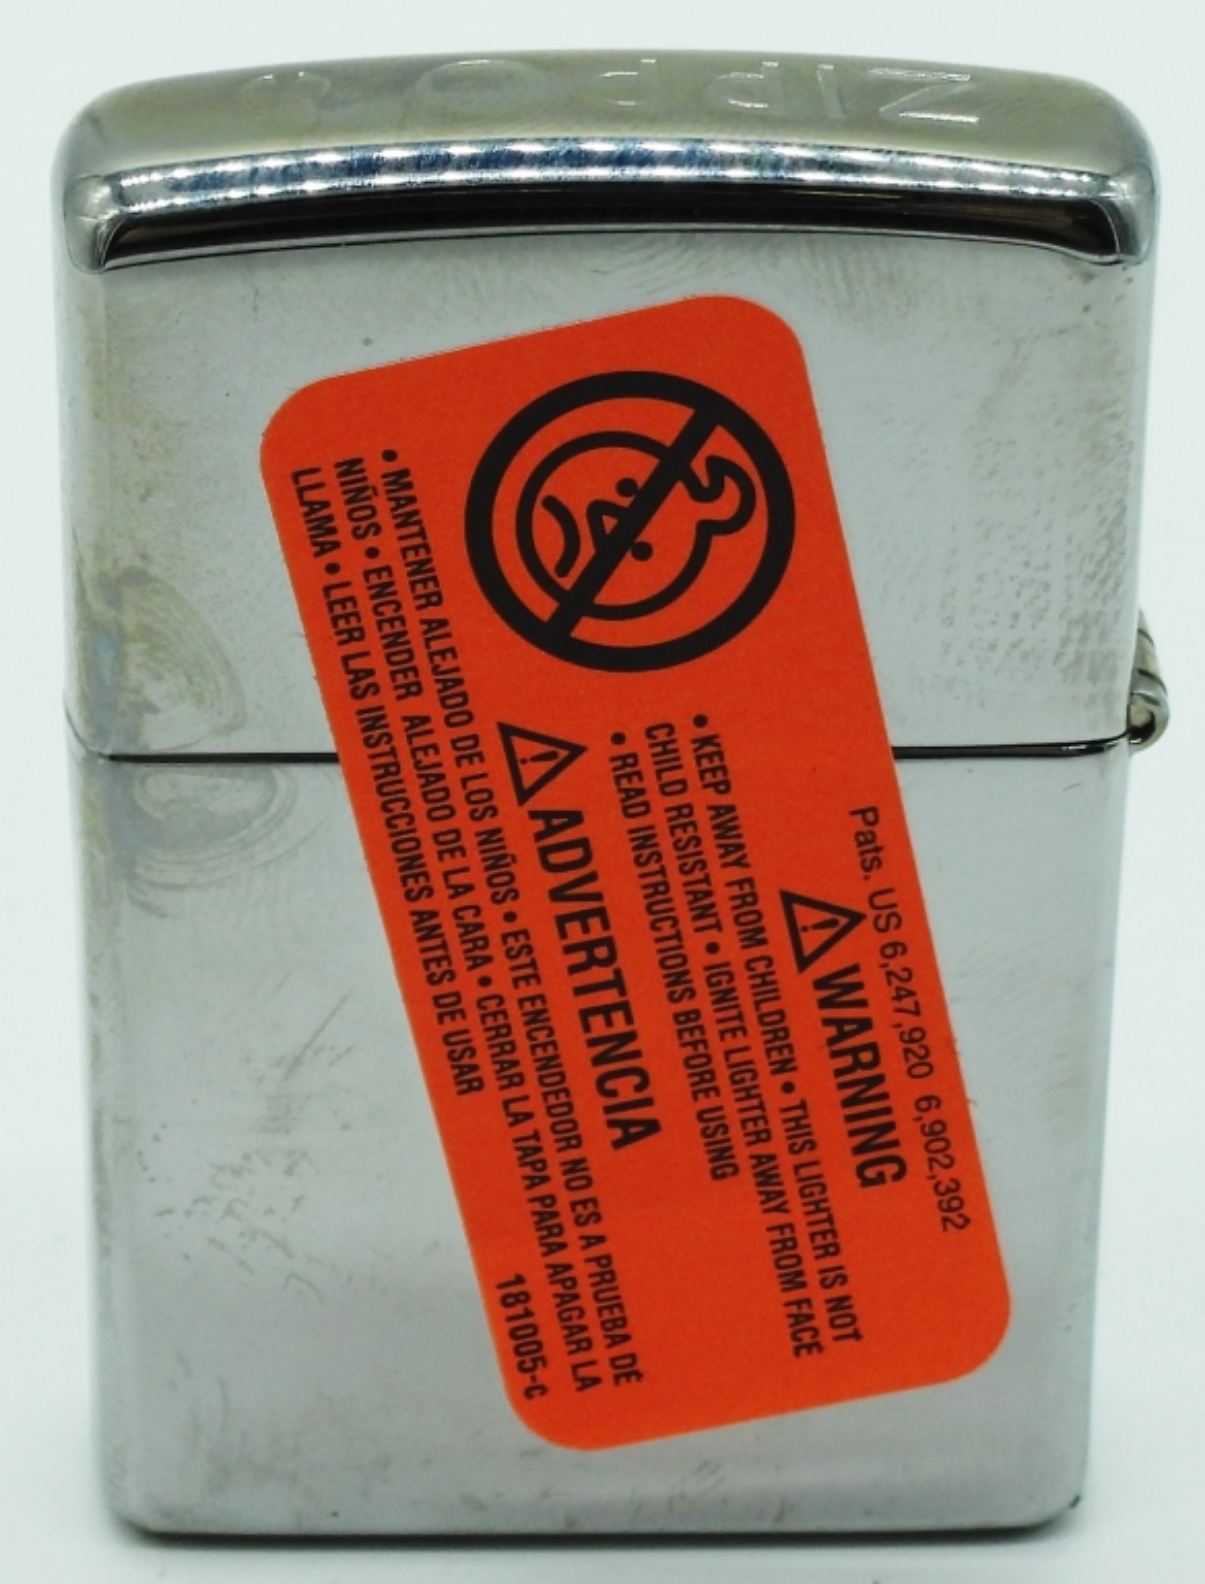 Zippo
Pats. US 6,247,920 6,902,392
WARNING
• KEEP AWAY FROM CHILDREN • THIS LIGHTER IS NOT
CHILD RESISTANT • IGNITE LIGHTER AWAY FROM FACE
• READ INSTRUCTIONS BEFORE USING
ADVERTENCIA
• MANTENER ALEJADO DE LOS NIÑOS • ESTE ENCENDEDOR NO ES A PRUEBA DE
NIÑOS • ENCENDER ALEJADO DE LA CARA • CERRAR LA TAPA PARA APAGAR LA
LLAMA • LEER LAS INSTRUCCIONES ANTES DE USAR
181005-C